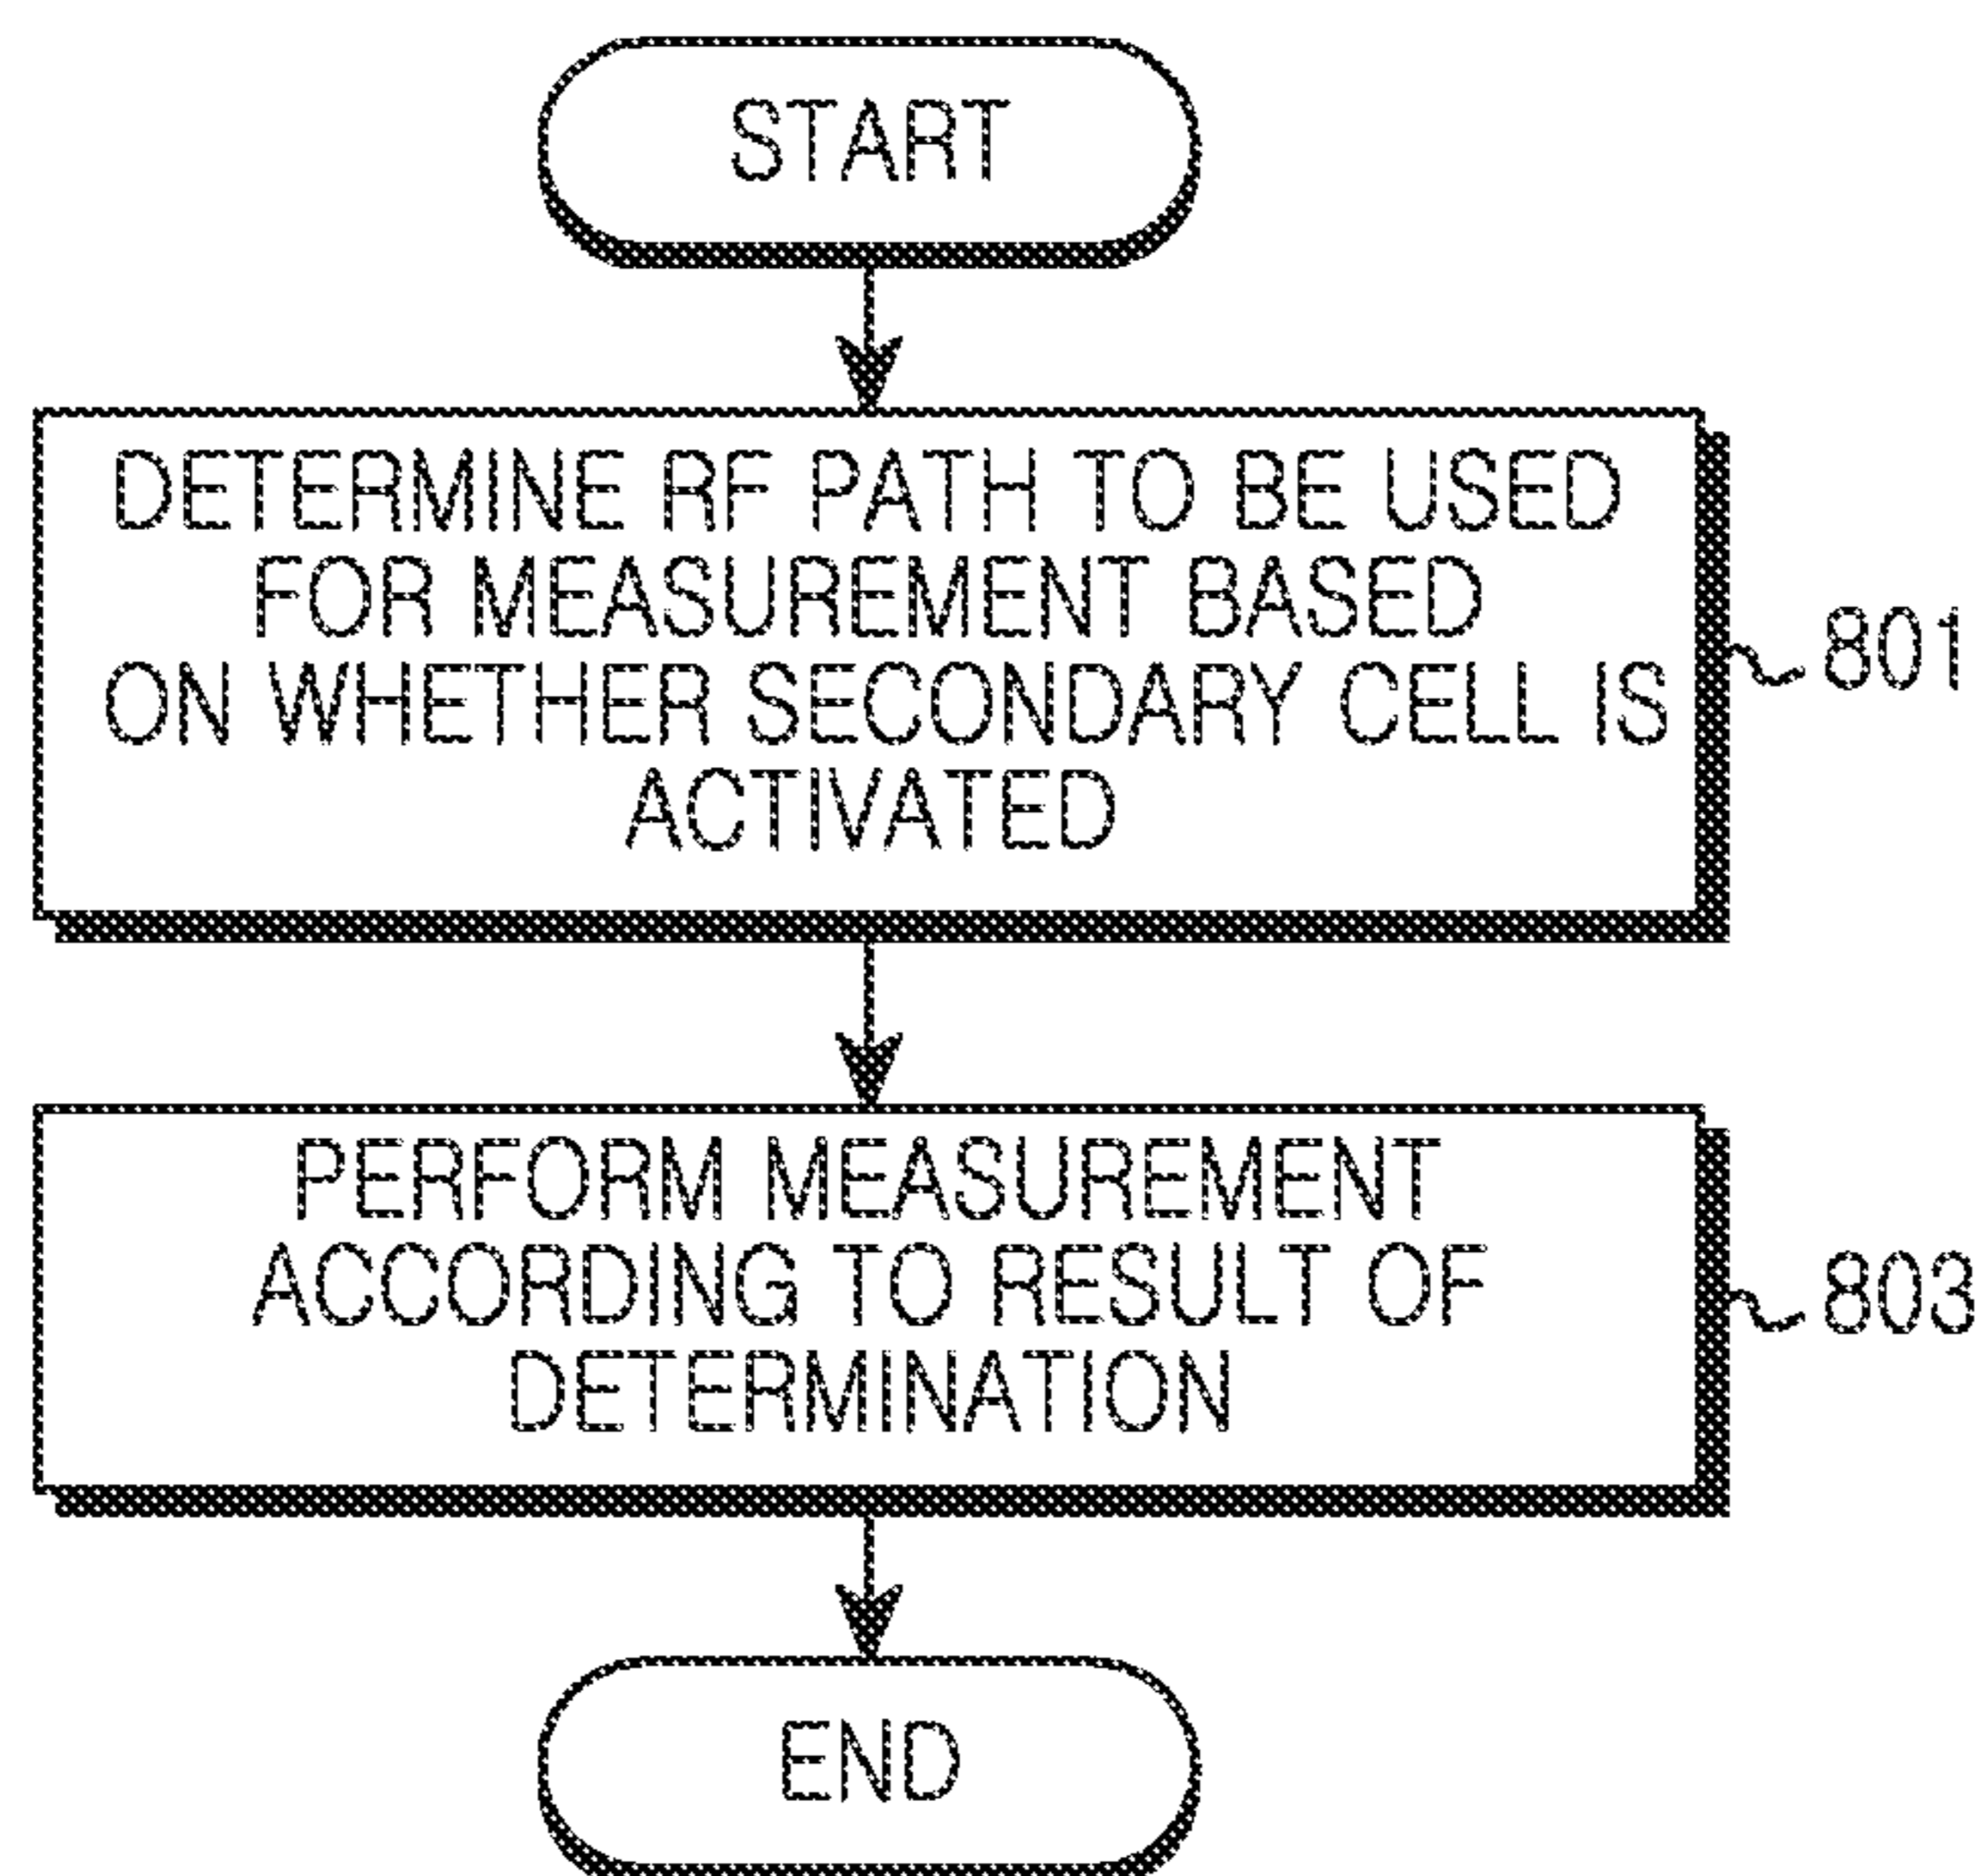 START
DETERMINE RF PATH TO BE USED
FOR MEASUREMENT BASED
ON WHETHER SECONDARY CELL IS
ACTIVATED
801
PERFORM MEASUREMENT
ACCORDING TO RESULT OF
DETERMINATION
803
END